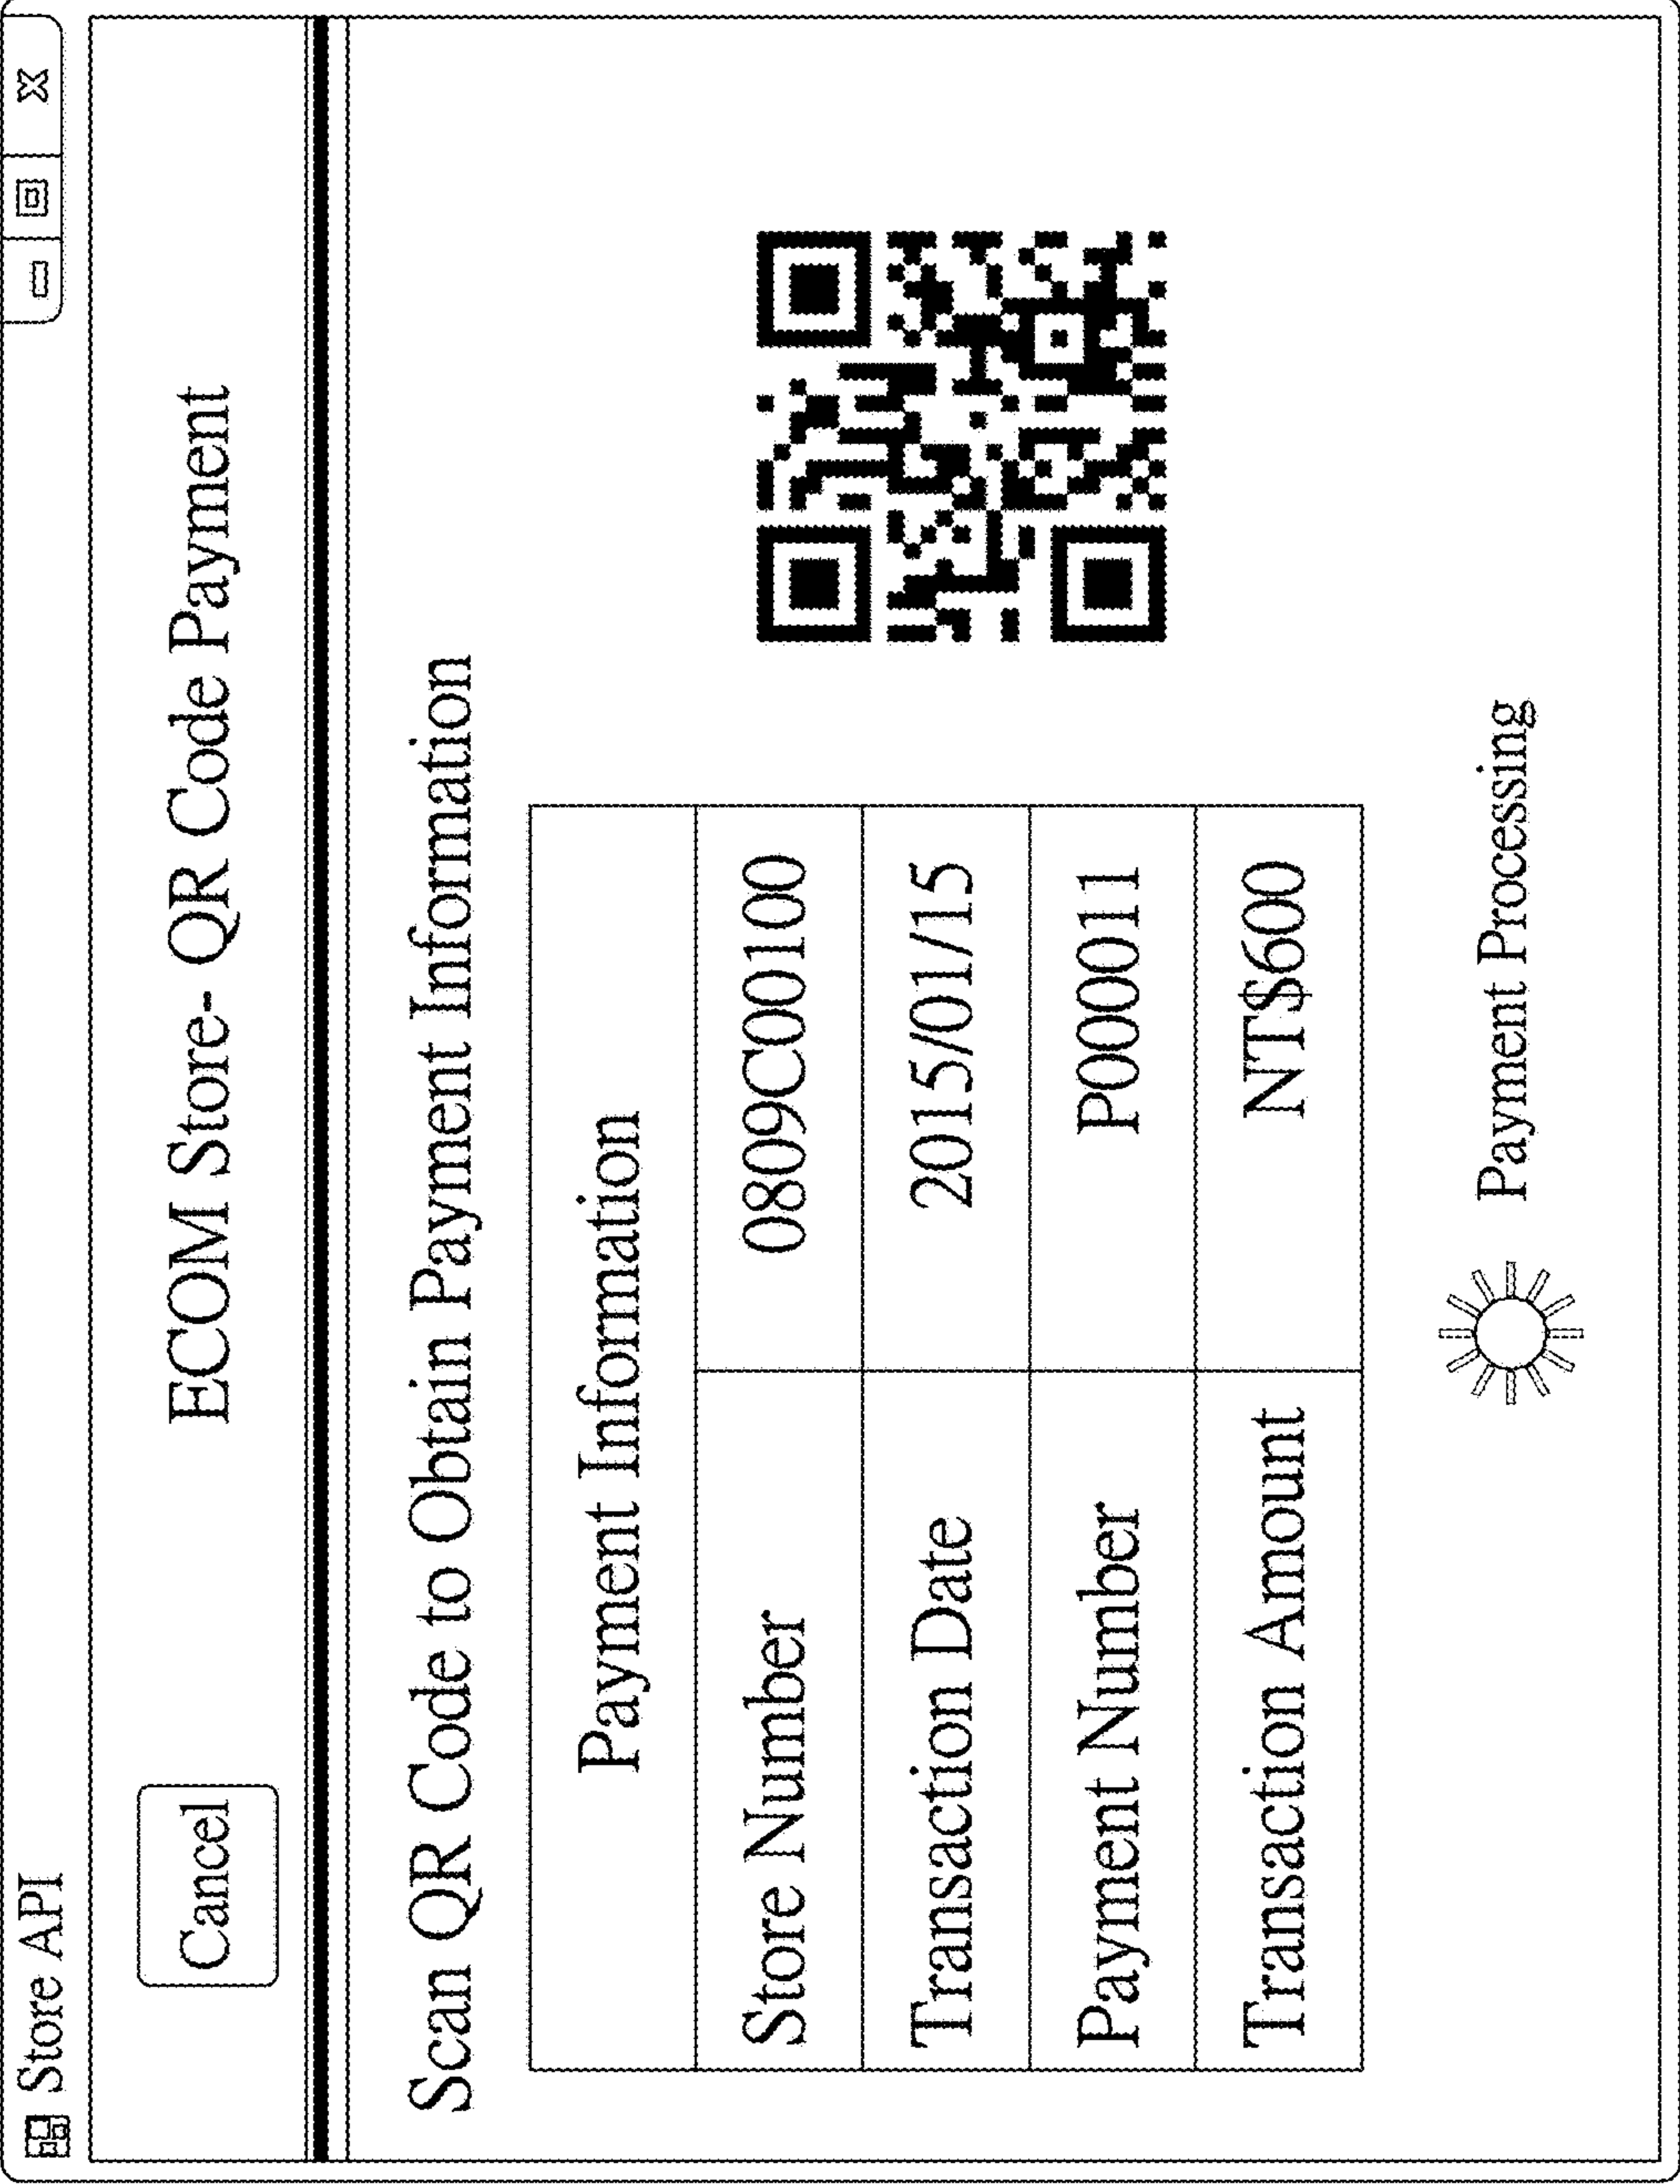 Store API
X
Cancel
ECOM Store- QR Code Payment
Scan QR Code to Obtain Payment Information
Payment Information
Store Number 0809C00100
Transaction Date 2015/01/15
Payment Number P000011
Transaction Amount NT$600
Payment Processing